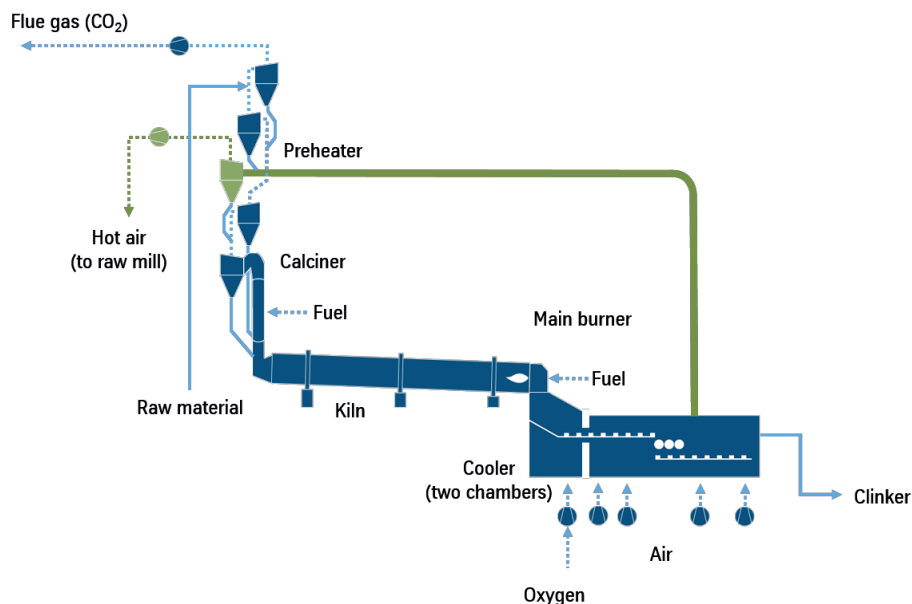 Flue gas (CO₂)
Preheater
Hot air
(to raw mill)
Calciner
Fuel
Main burner
Fuel
Raw material
Kiln
Cooler
(two chambers)
Clinker
Air
Oxygen